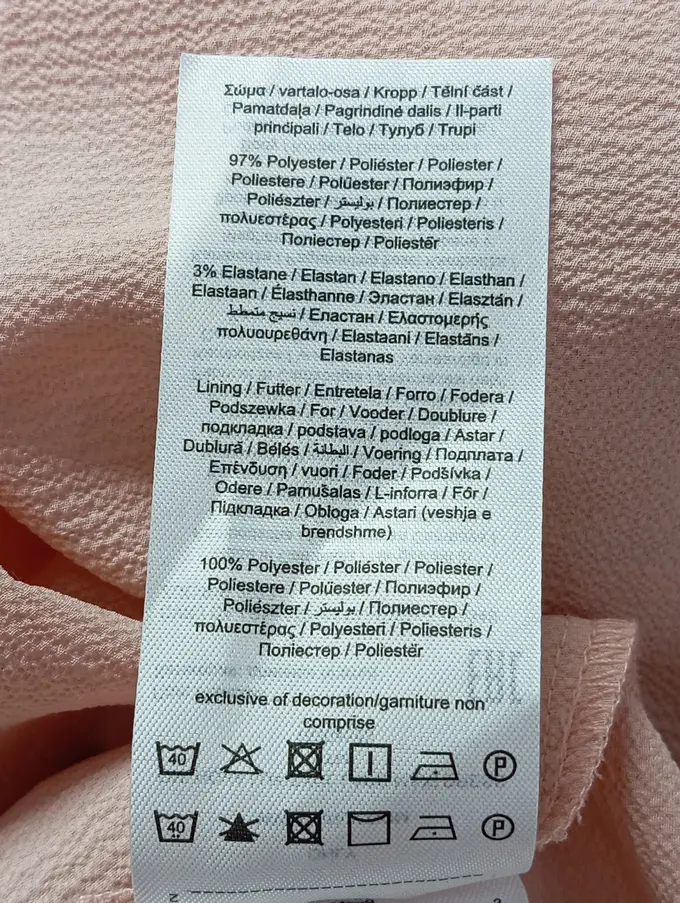 Σώμα / vartalo-osa / Kropp / Tělní část /
Pamatdaļa / Pagrindinė dalis / Il-parti
prinċipali / Telo / Тулуб / Trupi
97% Polyester / Poliéster / Poliester /
Poliestere / Polüester / Полиэфир /
Poliészter / بوليستر / Полиестер /
πολυεστέρας / Polyesteri / Poliesteris /
Поліестер / Poliestër
3% Elastane / Elastan / Elastano / Elasthan /
Elastaan / Élasthanne / Эластан / Elasztán /
نسيج متمطط / Еластан / Ελαστομερής
πολυουρεθάνη / Elastaani / Elastāns /
Elastanas
Lining / Futter / Entretela / Forro / Fodera /
Podszewka / For / Vooder / Doublure /
подкладка / podstava / podloga / Astar /
Dublură / Bélés / البطانة / Voering / Подплата /
Επένδυση / vuori / Foder / Podšívka /
Odere / Pamušalas / L-inforra / Fór /
Підкладка / Obloga / Astari (veshja e
brendshme)
100% Polyester / Poliéster / Poliester /
Poliestere / Polüester / Полиэфир /
Poliészter / بوليستر / Полиестер /
πολυεστέρας / Polyesteri / Poliesteris /
Поліестер / Poliestër
exclusive of decoration/garniture non
comprise
40 P
40 P